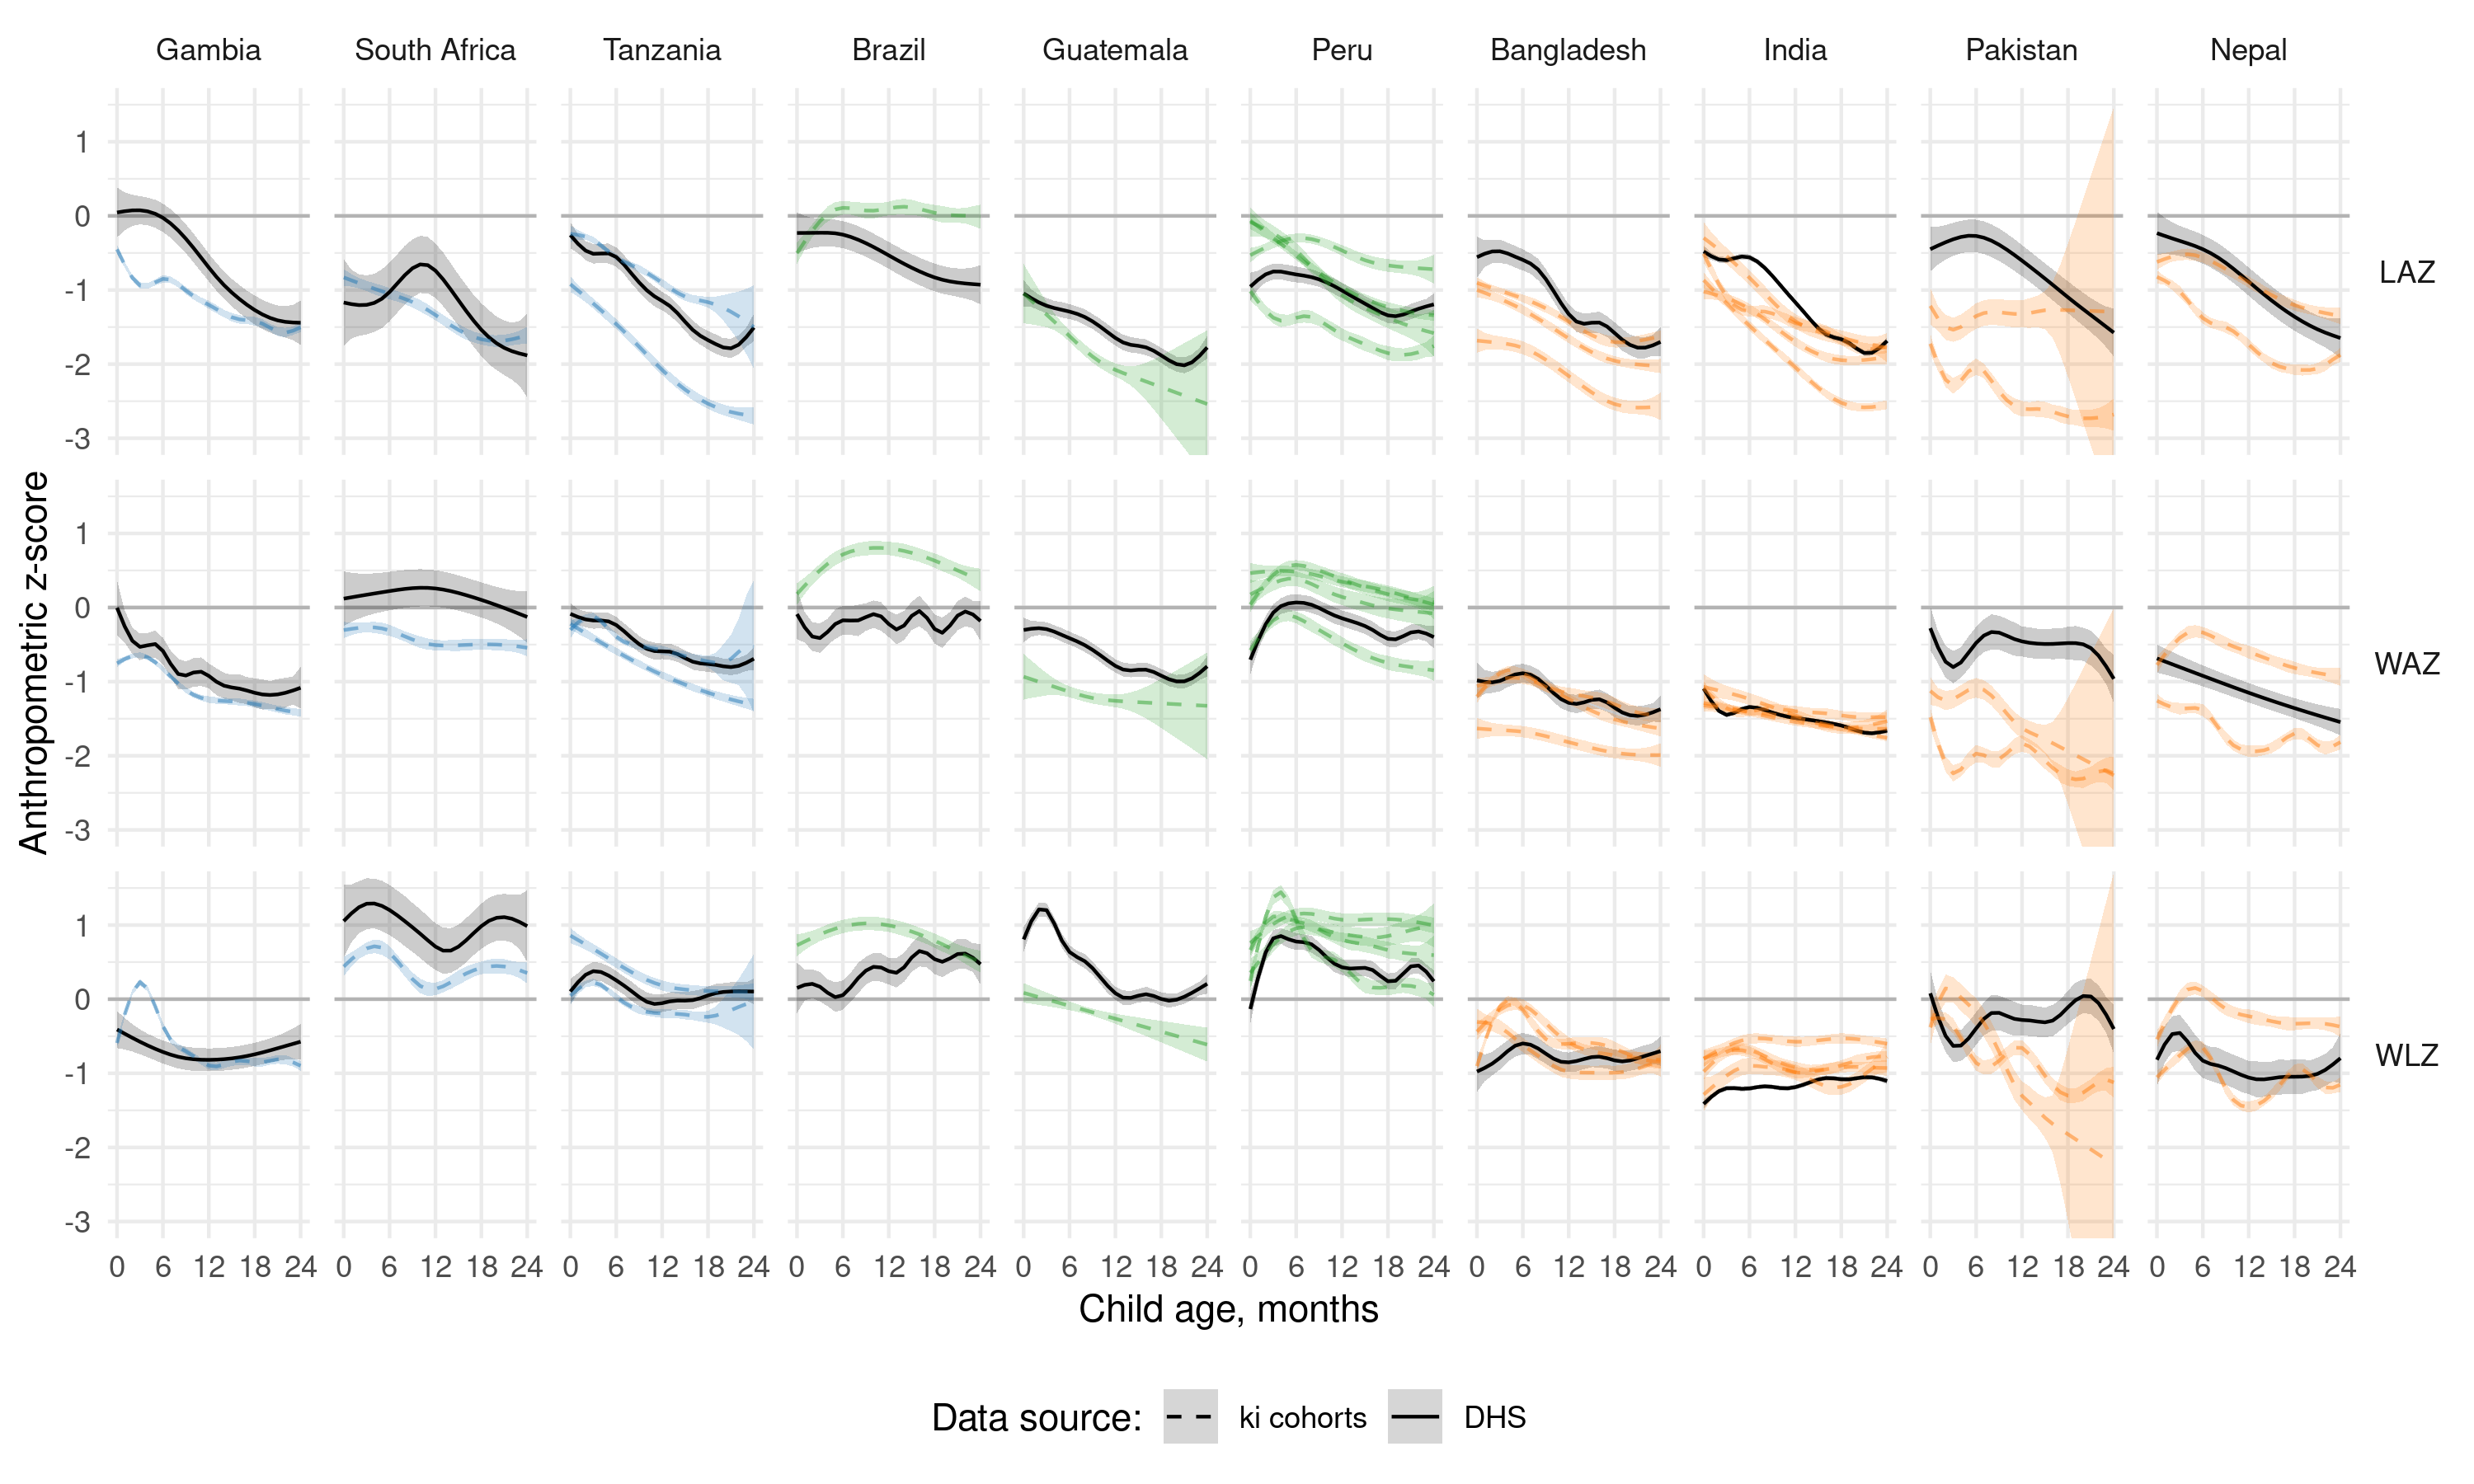 Gambia South Africa Tanzania Brazil Guatemala Peru Bangladesh India Pakistan Nepal
1
0
-1
-2
-3
LAZ
Anthropometric z-score
1
0
-1
-2
-3
WAZ
1
0
-1
-2
-3
WLZ
0 6 12 18 24 0 6 12 18 24 0 6 12 18 24 0 6 12 18 24 0 6 12 18 24 0 6 12 18 24 0 6 12 18 24 0 6 12 18 24 0 6 12 18 24 0 6 12 18 24
Child age, months
Data source: ki cohorts DHS